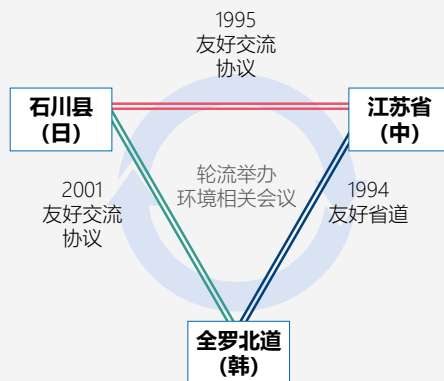 1995
友好交流
协议
石川县
(日)
江苏省
(中)
轮流举办
环境相关会议
2001
友好交流
协议
1994
友好省道
全罗北道
(韩)